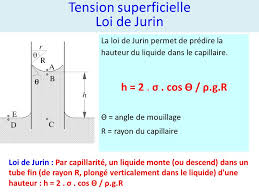 Tension superficielle
Loi de Jurin
La loi de Jurin permet de prédire la
hauteur du liquide dans le capillaire.
h = 2 . σ . cos Θ / ρ.g.R
Θ = angle de mouillage
R = rayon du capillaire
r
θ
R
A
θ
B
h
E
D
C
Loi de Jurin : Par capillarité, un liquide monte (ou descend) dans un
tube fin (de rayon R, plongé verticalement dans le liquide) d'une
hauteur : h = 2 . σ . cos Θ / ρ.g.R